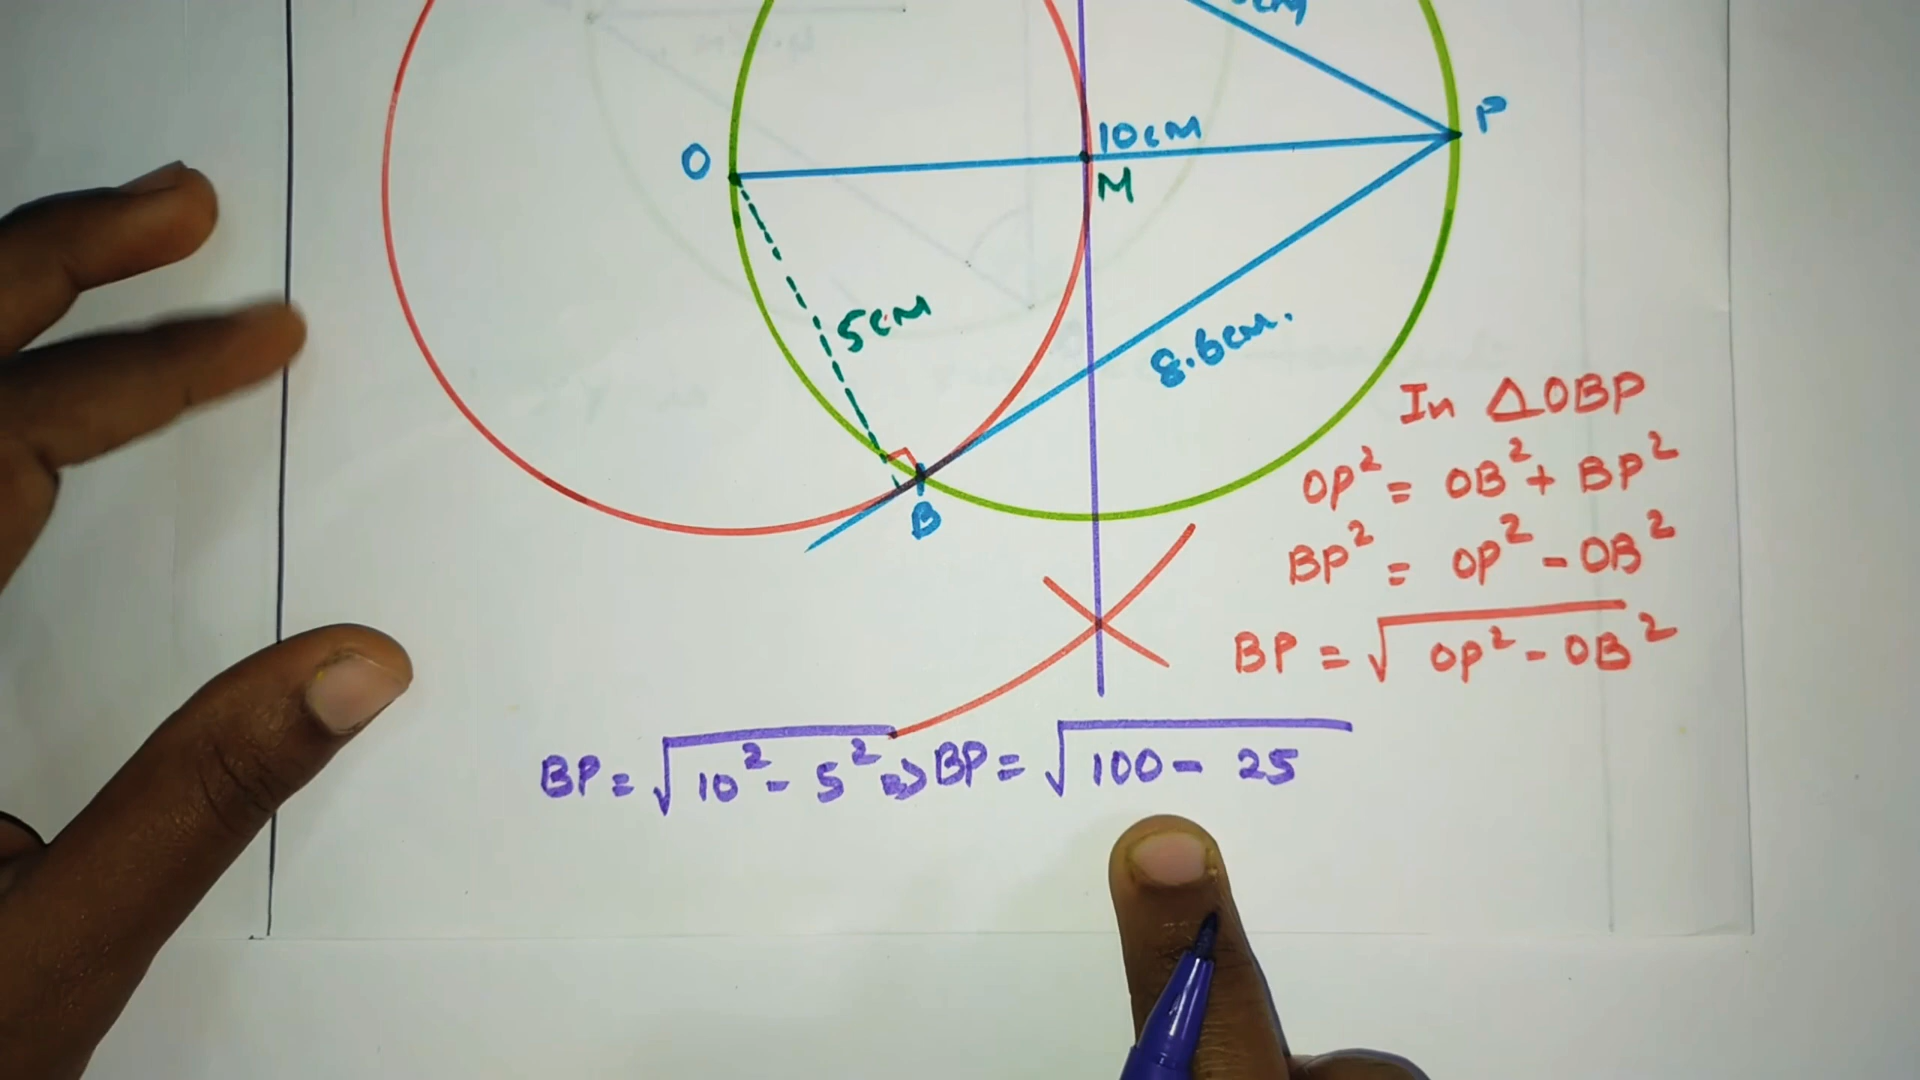 10cM
P
O
M
5cM
8.6cm.
B
In △OBP
OP² = OB² + BP²
BP² = OP² - OB²
BP = √OP² - OB²
BP = √10² - 5² ⇒ BP = √100 - 25